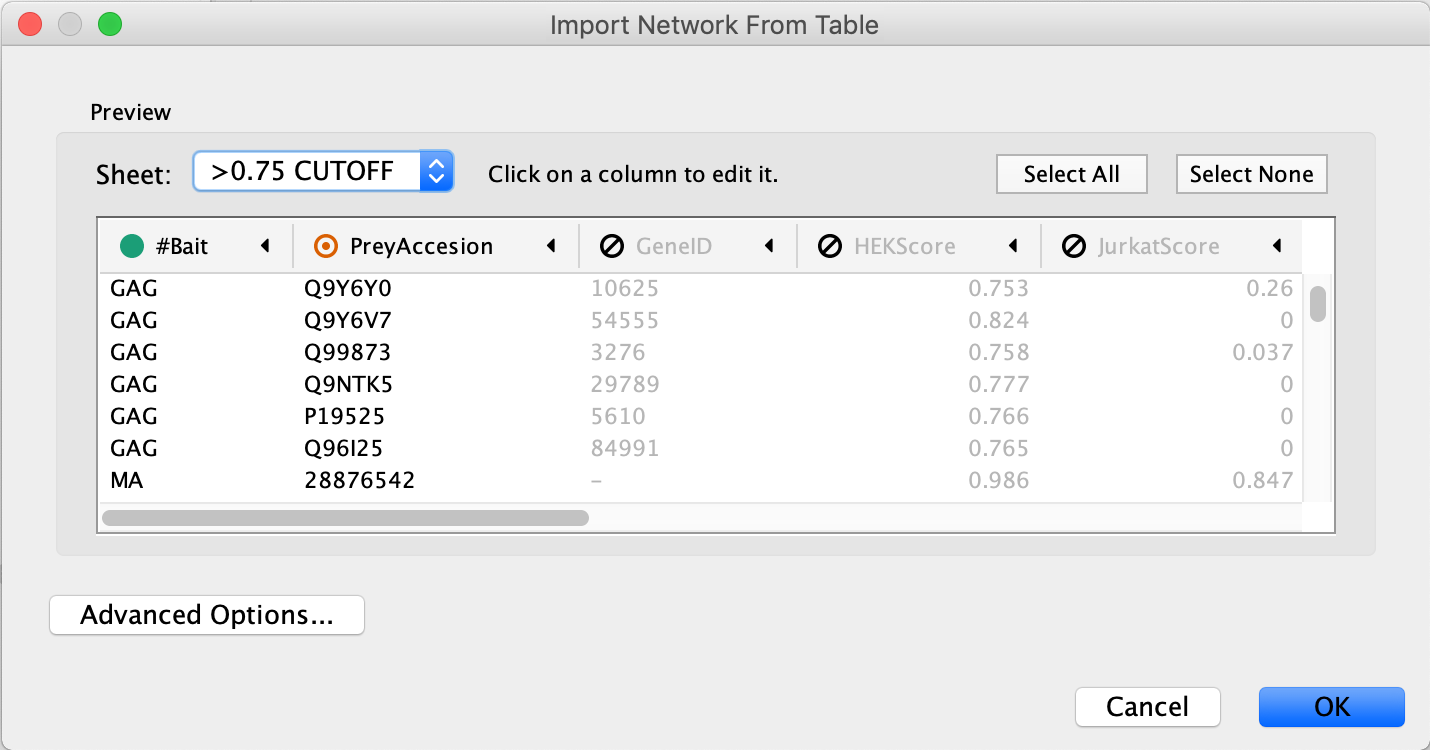 Import Network From Table
Preview
Sheet: >0.75 CUTOFF Click on a column to edit it. Select All Select None
#Bait PreyAccesion GeneID HEKScore JurkatScore
GAG Q9Y6Y0 10625 0.753 0.26
GAG Q9Y6V7 54555 0.824 0
GAG Q99873 3276 0.758 0.037
GAG Q9NTK5 29789 0.777 0
GAG P19525 5610 0.766 0
GAG Q96I25 84991 0.765 0
MA 28876542 – 0.986 0.847
Advanced Options...
Cancel OK